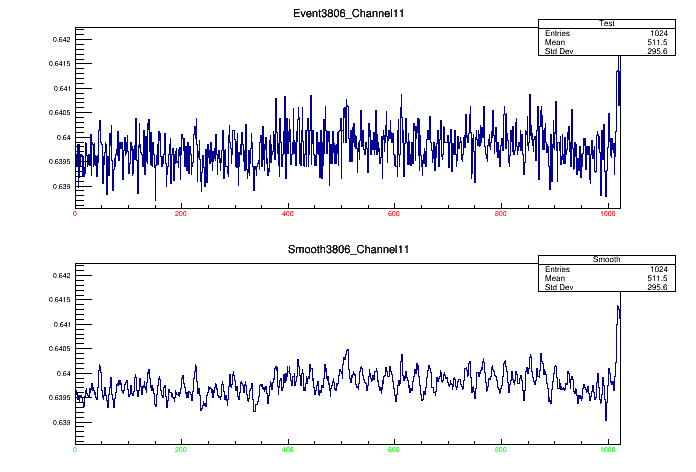 Event3806_Channel11
Test
Entries 1024
Mean 511.5
Std Dev 295.6
0.642
0.6415
0.641
0.6405
0.64
0.6395
0.639
0 200 400 600 800 1000
Smooth3806_Channel11
Smooth
Entries 1024
Mean 511.5
Std Dev 295.6
0.642
0.6415
0.641
0.6405
0.64
0.6395
0.639
0 200 400 600 800 1000